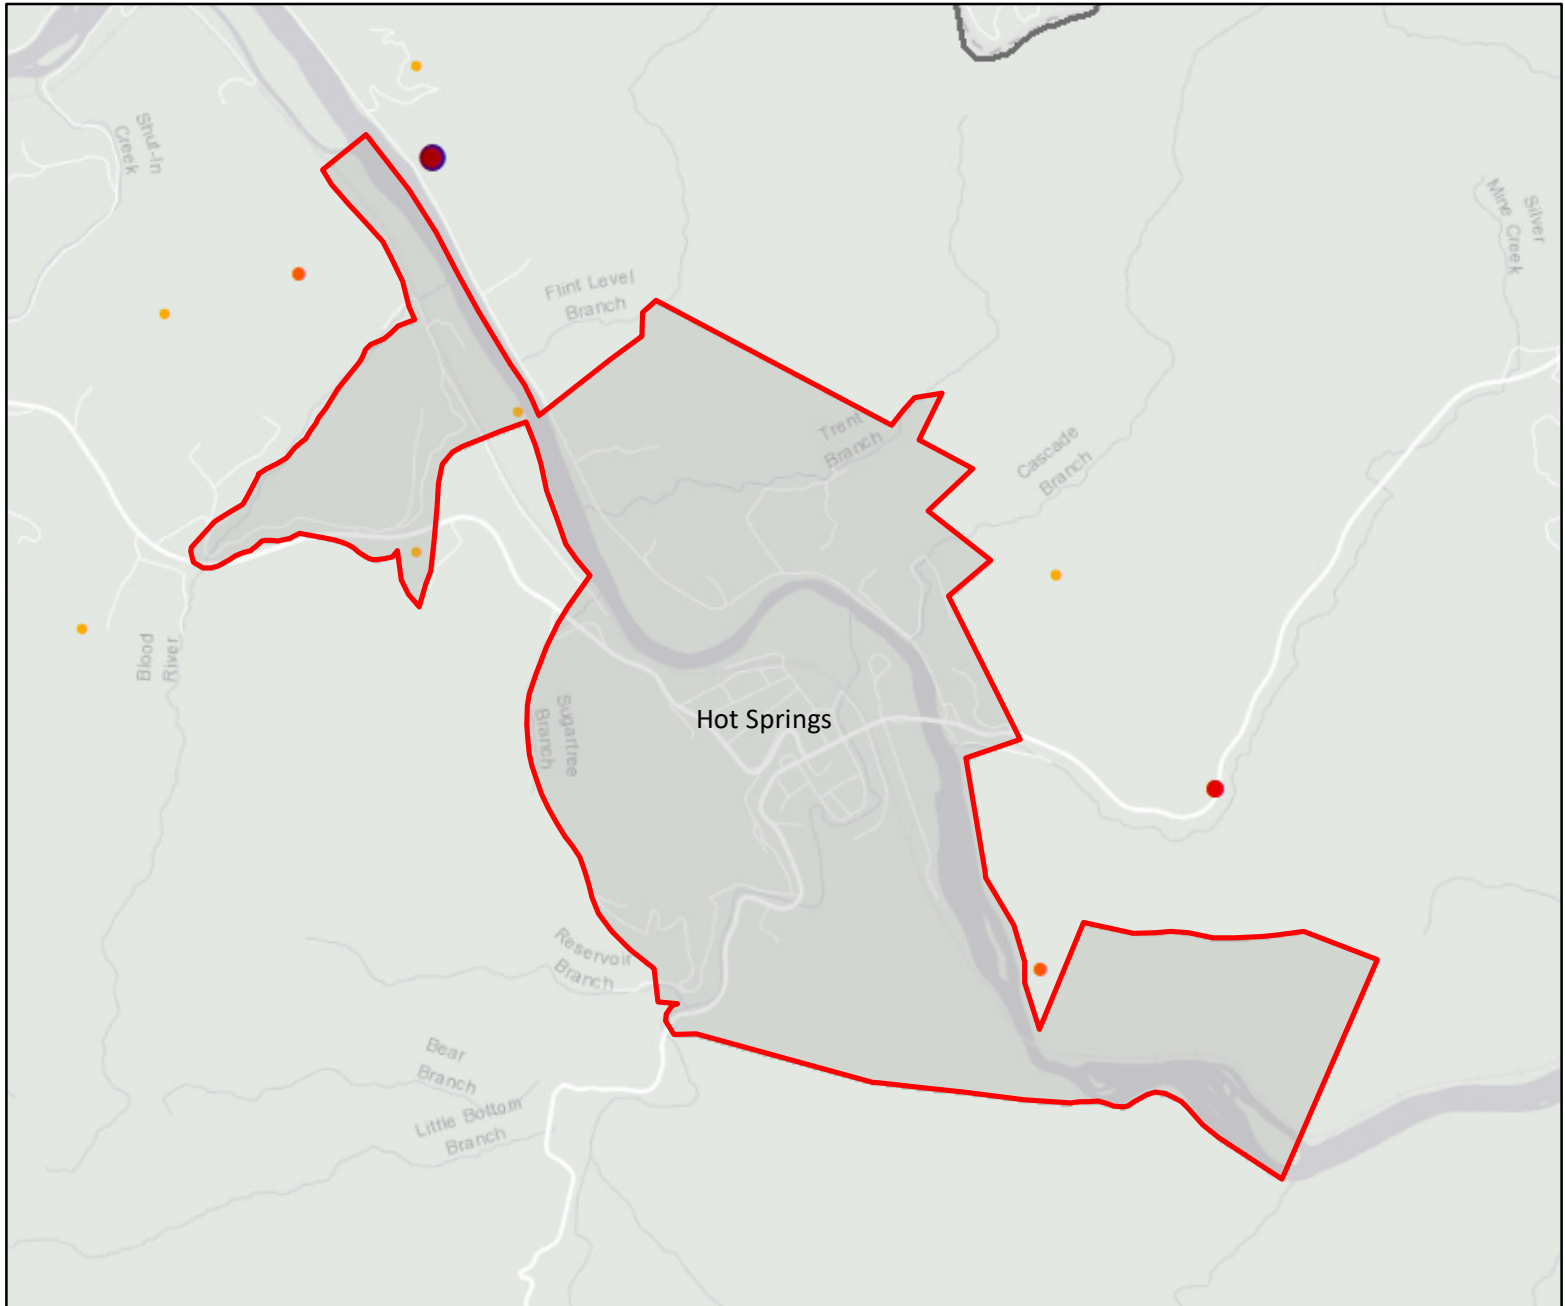 Shut-In
Creek
Silver
Mine Creek
Flint Level
Branch
Trent
Branch
Cascade
Branch
Blood
River
Sugartree
Branch
Hot Springs
Reservoir
Branch
Bear
Branch
Little Bottom
Branch